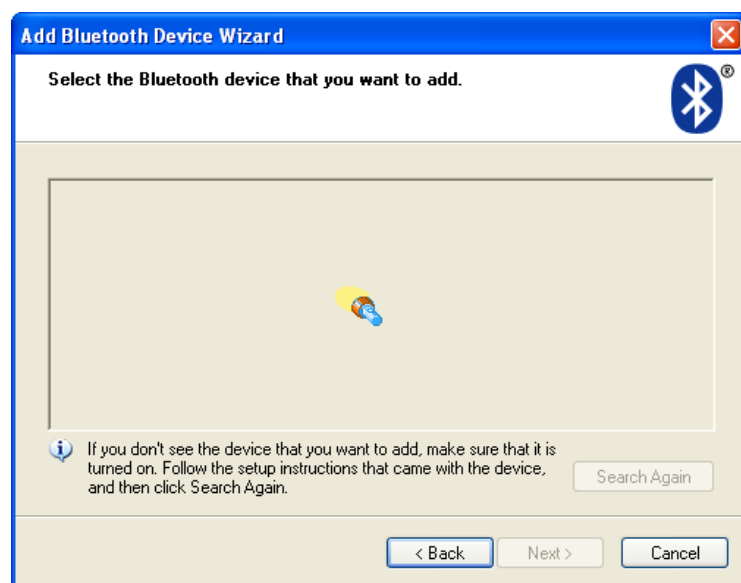 Add Bluetooth Device Wizard
Select the Bluetooth device that you want to add.
®
If you don't see the device that you want to add, make sure that it is
turned on. Follow the setup instructions that came with the device,
and then click Search Again.
Search Again
< Back
Next >
Cancel